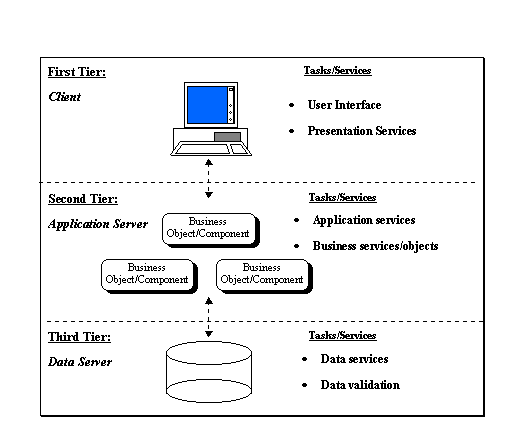 First Tier:
Client
Tasks/Services
• User Interface
• Presentation Services
Second Tier:
Application Server
Business
Object/Component
Business
Object/Component
Business
Object/Component
Tasks/Services
• Application services
• Business services/objects
Third Tier:
Data Server
Tasks/Services
• Data services
• Data validation